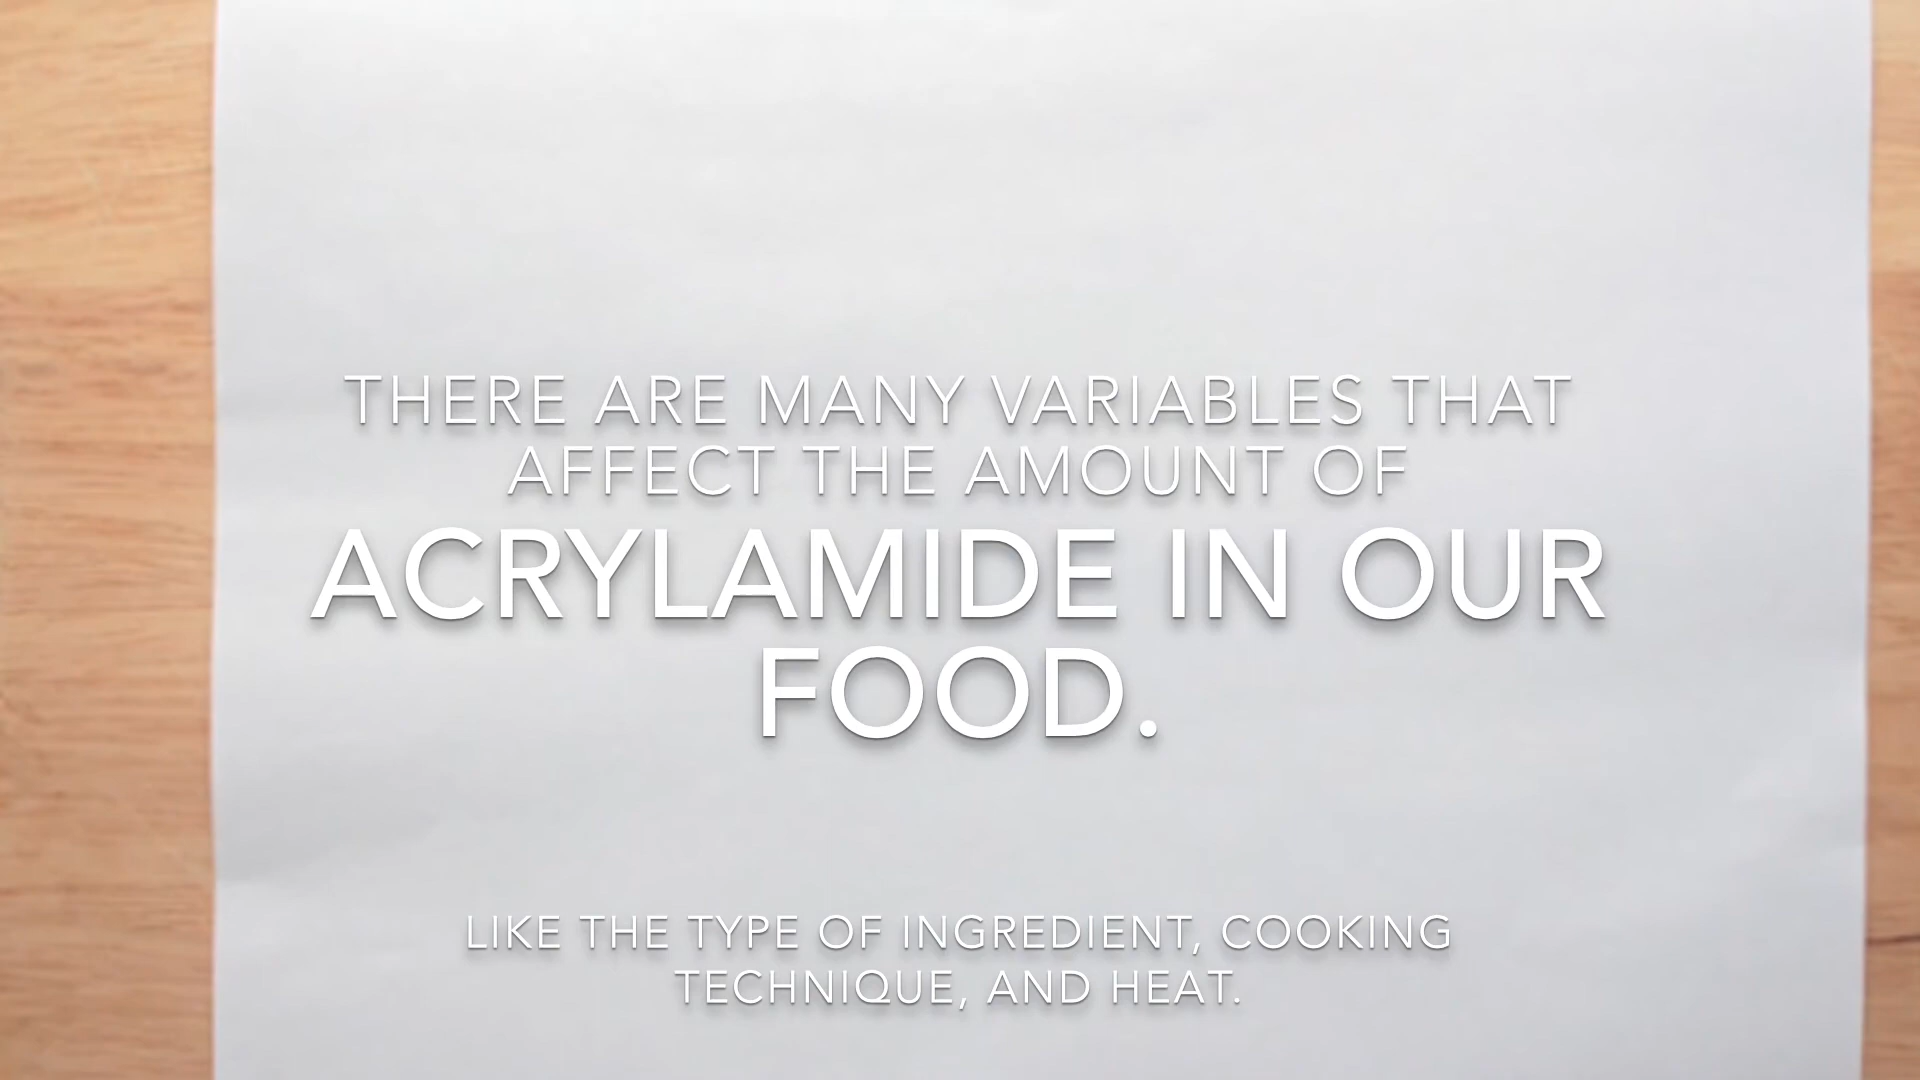 THERE ARE MANY VARIABLES THAT
AFFECT THE AMOUNT OF
ACRYLAMIDE IN OUR
FOOD.
LIKE THE TYPE OF INGREDIENT, COOKING
TECHNIQUE, AND HEAT.